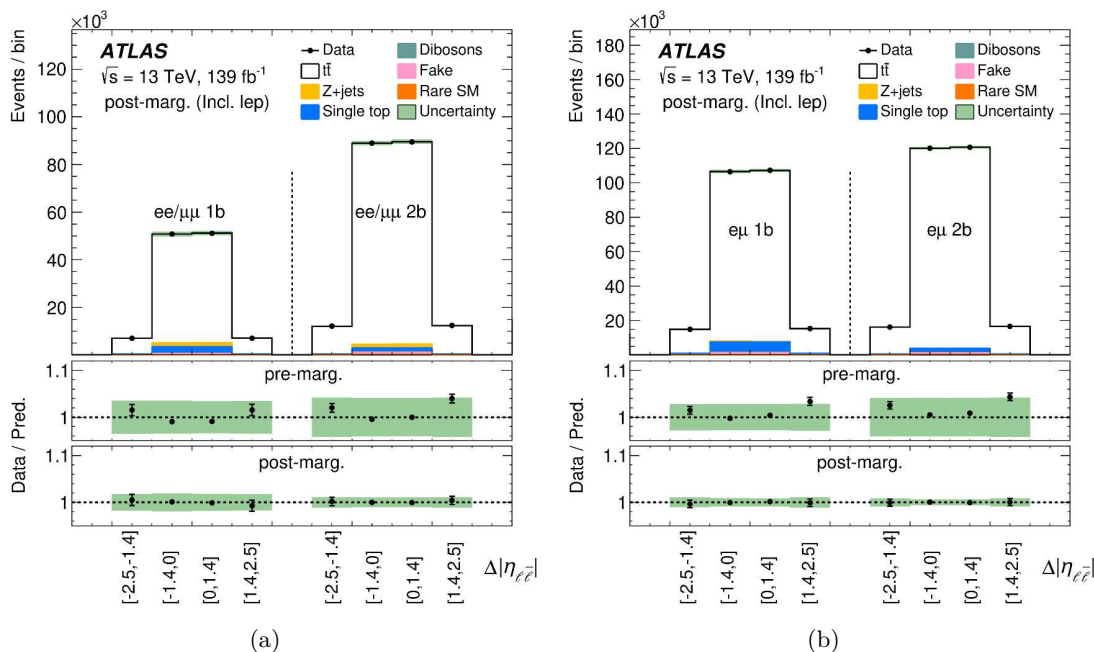 ×10³
Events / bin
120
100
80
60
40
20
ATLAS
√s = 13 TeV, 139 fb⁻¹
post-marg. (Incl. lep)
Data
tt̄
Z+jets
Single top
Dibosons
Fake
Rare SM
Uncertainty
ee/μμ 1b
ee/μμ 2b
Data / Pred.
1.1
1
pre-marg.
1.1
1
post-marg.
[-2.5,-1.4]
[-1.4,0]
[0,1.4]
[1.4,2.5]
[-2.5,-1.4]
[-1.4,0]
[0,1.4]
[1.4,2.5]
Δ|η_ℓℓ̄|
(a)
×10³
Events / bin
180
160
140
120
100
80
60
40
20
ATLAS
√s = 13 TeV, 139 fb⁻¹
post-marg. (Incl. lep)
Data
tt̄
Z+jets
Single top
Dibosons
Fake
Rare SM
Uncertainty
eμ 1b
eμ 2b
Data / Pred.
1.1
1
pre-marg.
1.1
1
post-marg.
[-2.5,-1.4]
[-1.4,0]
[0,1.4]
[1.4,2.5]
[-2.5,-1.4]
[-1.4,0]
[0,1.4]
[1.4,2.5]
Δ|η_ℓℓ̄|
(b)